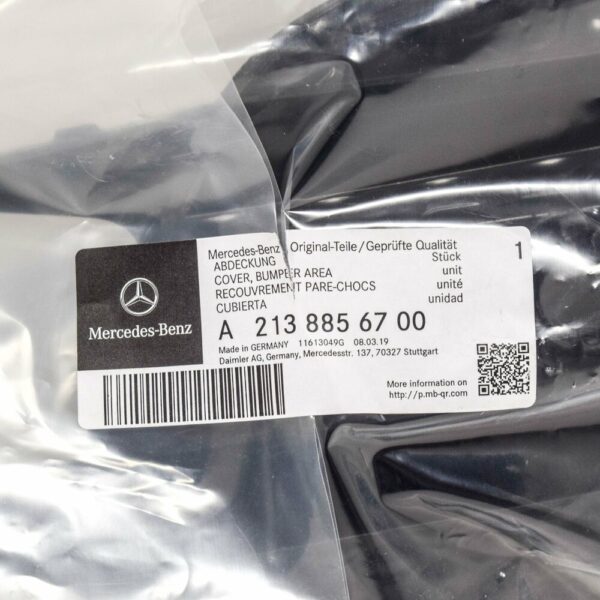 Mercedes-Benz Original-Teile/Geprüfte Qualität 1
ABDECKUNG Stück
COVER, BUMPER AREA unit
RECOUVREMENT PARE-CHOCS unité
CUBIERTA unidad
Mercedes-Benz
A 213 885 67 00
Made in GERMANY 11613049G 08.03.19
Daimler AG, Germany, Mercedesstr. 137, 70327 Stuttgart
More information on
http://p.mb-qr.com